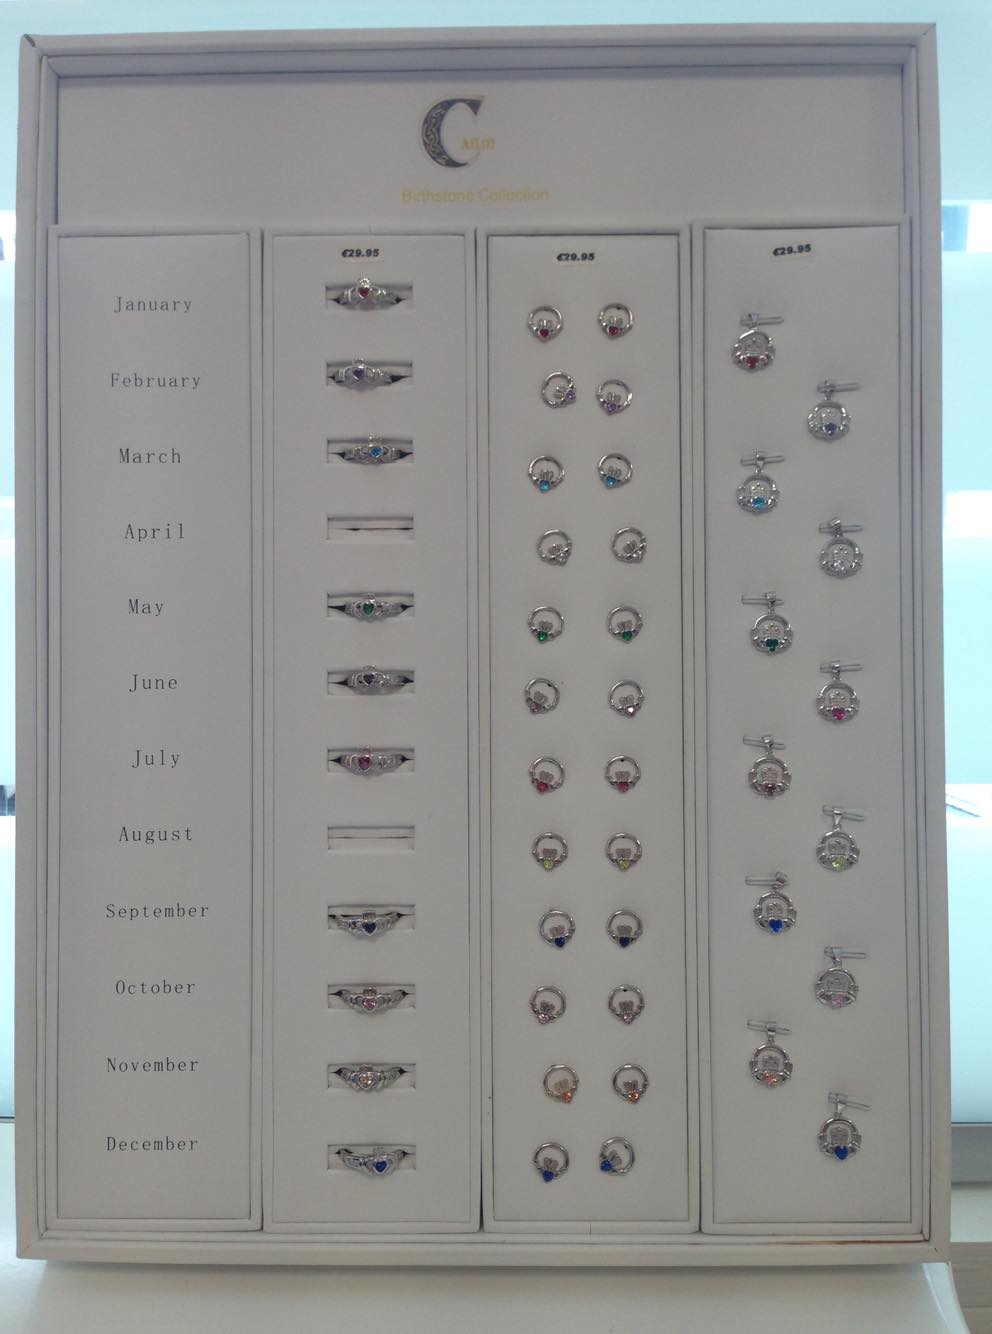 Cailín
Birthstone Collection
€29.95
€29.95
€29.95
January
February
March
April
May
June
July
August
September
October
November
December